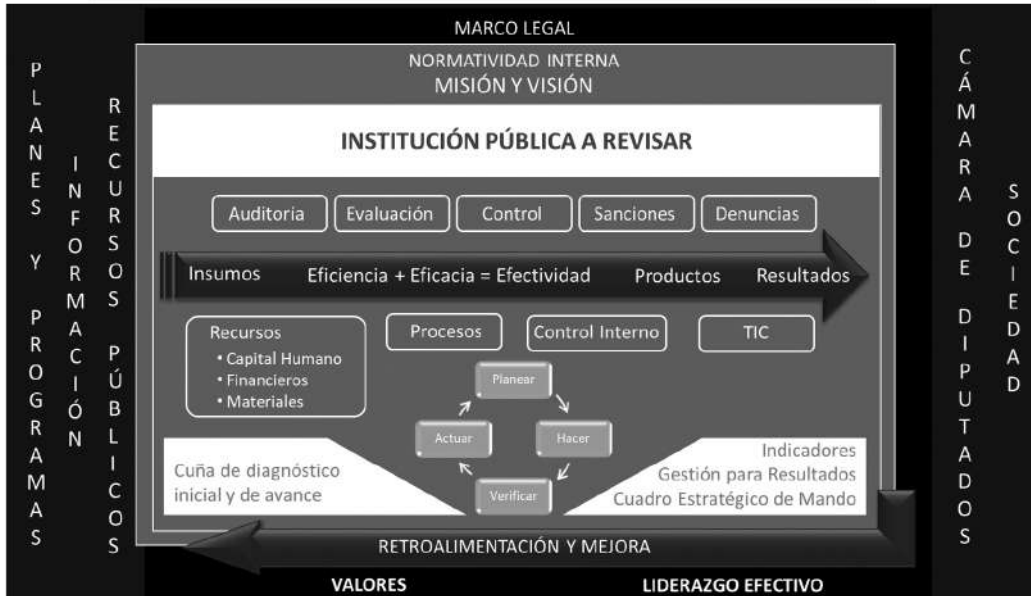 MARCO LEGAL
NORMATIVIDAD INTERNA
MISIÓN Y VISIÓN
PLANES Y PROGRAMAS
INFORMACIÓN
RECURSOS PÚBLICOS
INSTITUCIÓN PÚBLICA A REVISAR
Auditoria
Evaluación
Control
Sanciones
Denuncias
Insumos
Eficiencia + Eficacia = Efectividad
Productos
Resultados
Recursos
• Capital Humano
• Financieros
• Materiales
Procesos
Control Interno
TIC
Planear
Hacer
Verificar
Actuar
Cuña de diagnóstico
inicial y de avance
Indicadores
Gestión para Resultados
Cuadro Estratégico de Mando
CÁMARA DE DIPUTADOS
SOCIEDAD
RETROALIMENTACIÓN Y MEJORA
VALORES
LIDERAZGO EFECTIVO